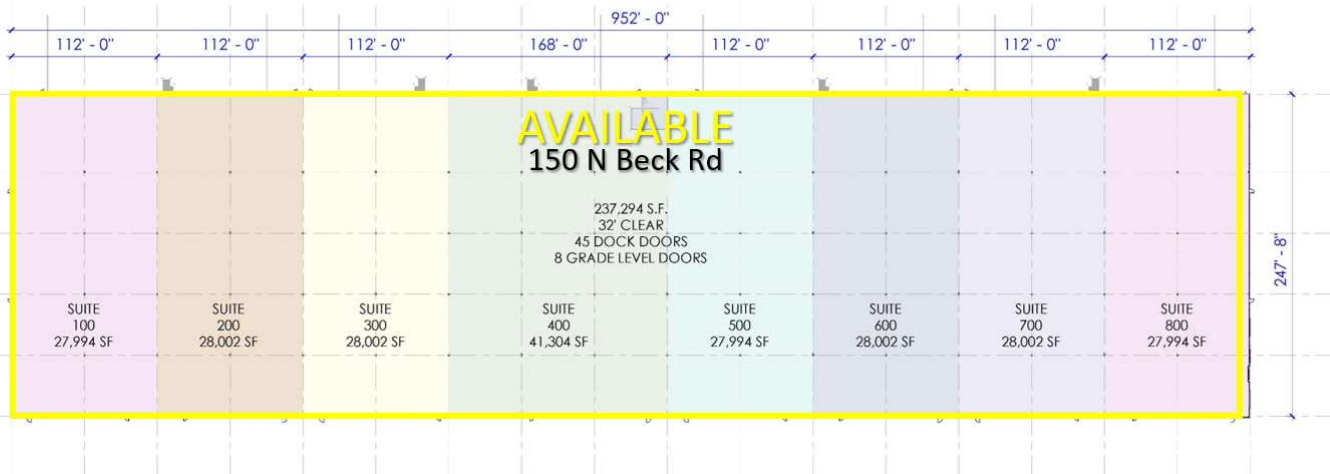 952' - 0"
112' - 0"
112' - 0"
112' - 0"
168' - 0"
112' - 0"
112' - 0"
112' - 0"
112' - 0"
AVAILABLE
150 N Beck Rd
237,294 S.F.
32' CLEAR
45 DOCK DOORS
8 GRADE LEVEL DOORS
247' - 8"
SUITE
100
27,994 SF
SUITE
200
28,002 SF
SUITE
300
28,002 SF
SUITE
400
41,304 SF
SUITE
500
27,994 SF
SUITE
600
28,002 SF
SUITE
700
28,002 SF
SUITE
800
27,994 SF